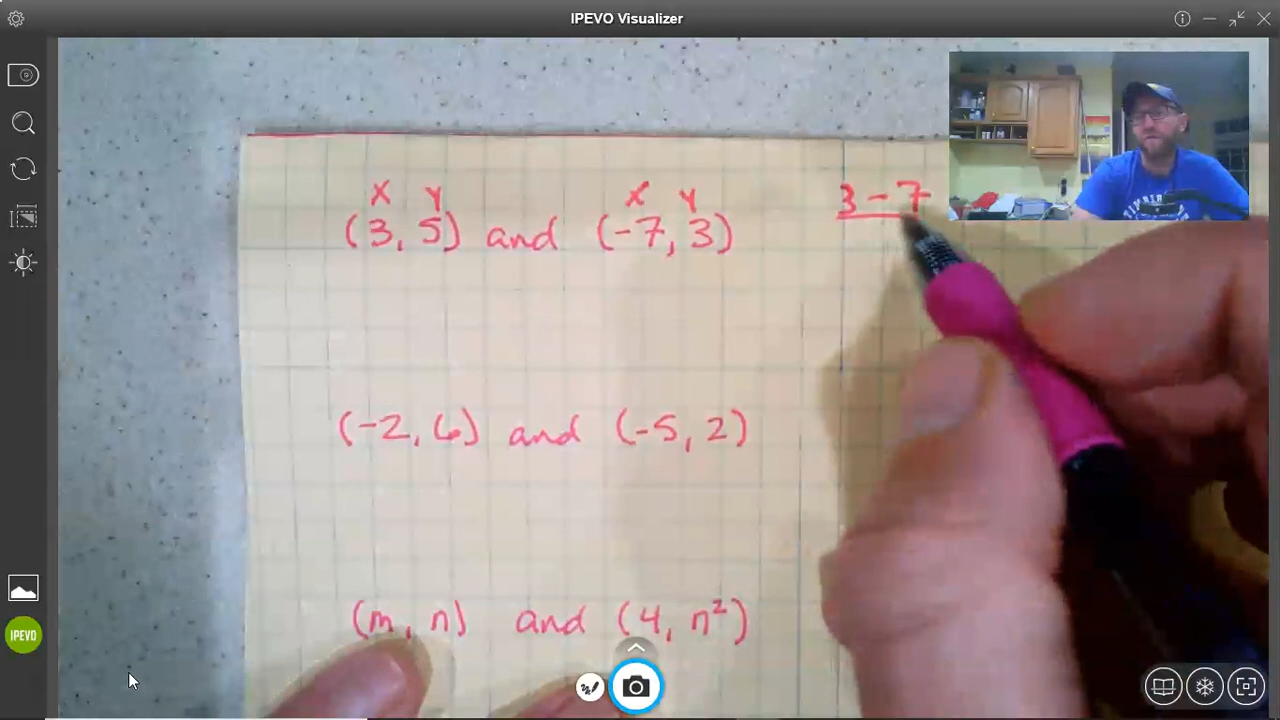 IPEVO Visualizer
X Y X Y 3 - 7
(3, 5) and (-7, 3)
(-2, 6) and (-5, 2)
(m, n) and (4, n²)
IPEVO